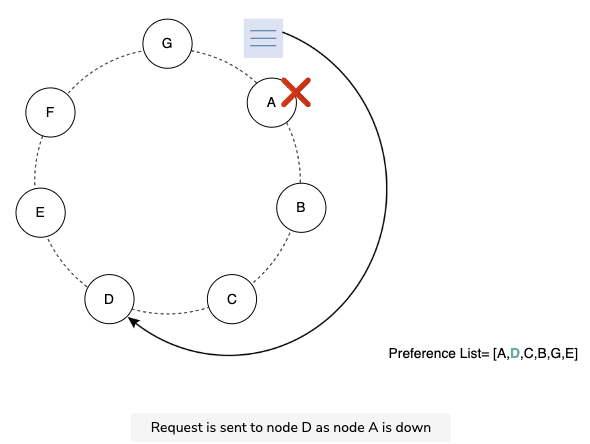 G
A
F
B
E
D
C
Preference List= [A,D,C,B,G,E]
Request is sent to node D as node A is down